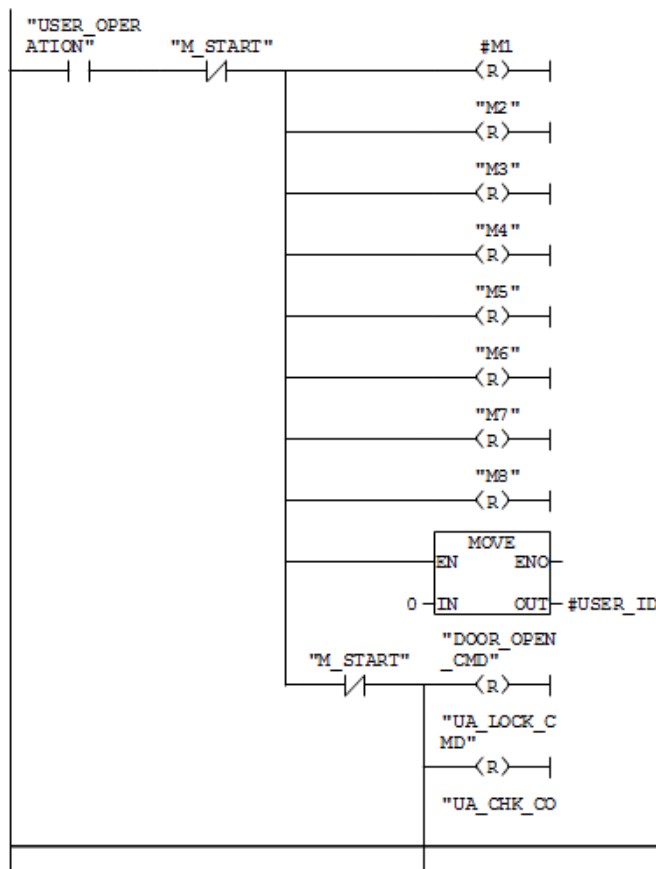 "USER_OPER
ATION"
"M_START"
#M1
(R)
"M2"
(R)
"M3"
(R)
"M4"
(R)
"M5"
(R)
"M6"
(R)
"M7"
(R)
"M8"
(R)
MOVE
EN ENO
0 IN OUT #USER_ID
"M_START"
"DOOR_OPEN
_CMD"
(R)
"UA_LOCK_C
MD"
(R)
"UA_CHK_CO